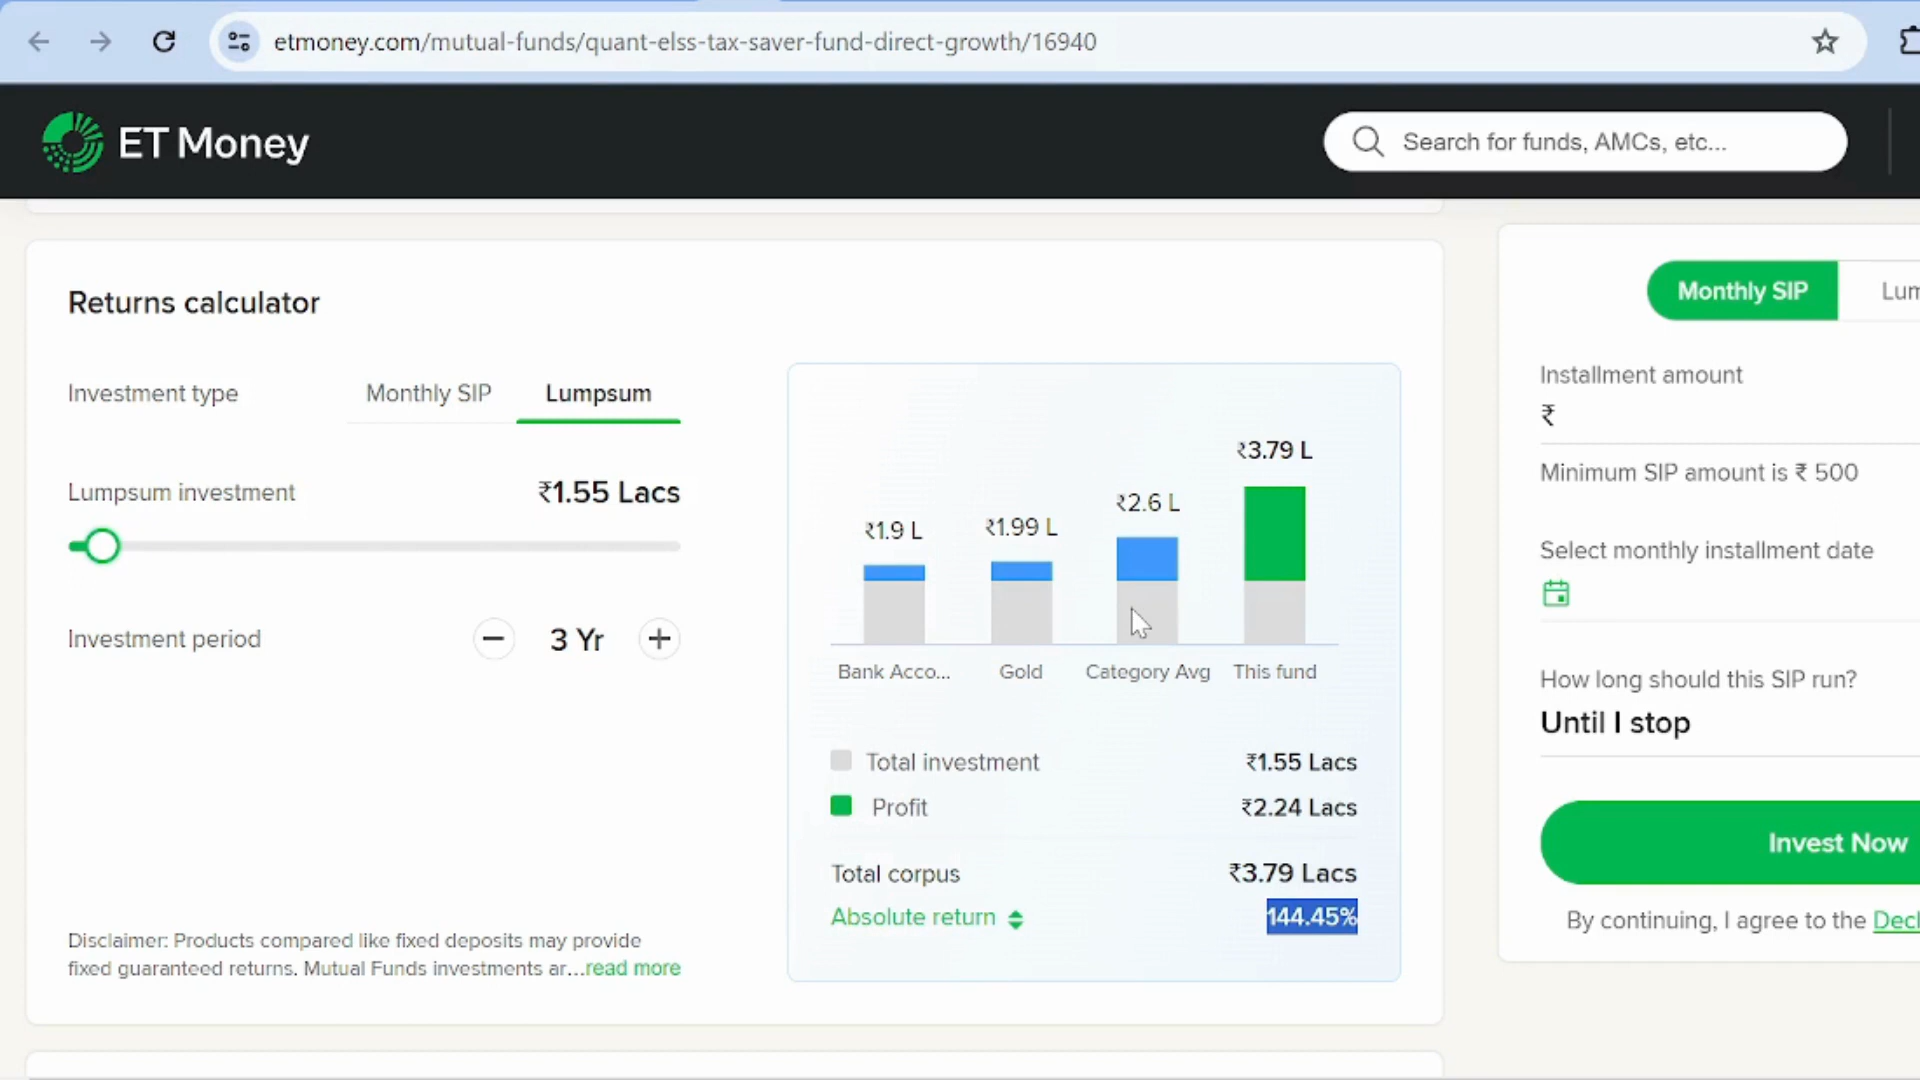 etmoney.com/mutual-funds/quant-elss-tax-saver-fund-direct-growth/16940
ET Money
Search for funds, AMCs, etc...
Returns calculator
Investment type
Monthly SIP
Lumpsum
Lumpsum investment
₹1.55 Lacs
Investment period
3 Yr
Disclaimer: Products compared like fixed deposits may provide
fixed guaranteed returns. Mutual Funds investments ar...read more
₹1.9 L
₹1.99 L
₹2.6 L
₹3.79 L
Bank Acco...
Gold
Category Avg
This fund
Total investment
₹1.55 Lacs
Profit
₹2.24 Lacs
Total corpus
₹3.79 Lacs
Absolute return
144.45%
Monthly SIP
Lum
Installment amount
₹
Minimum SIP amount is ₹ 500
Select monthly installment date
How long should this SIP run?
Until I stop
Invest Now
By continuing, I agree to the Decl